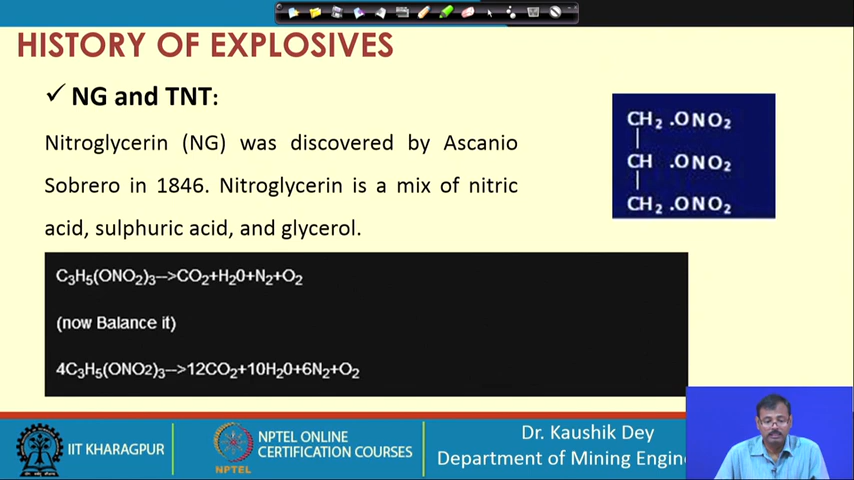 HISTORY OF EXPLOSIVES
✓ NG and TNT:
Nitroglycerin (NG) was discovered by Ascanio
Sobrero in 1846. Nitroglycerin is a mix of nitric
acid, sulphuric acid, and glycerol.
CH₂ .ONO₂
CH .ONO₂
CH₂ .ONO₂
C₃H₅(ONO₂)₃-->CO₂+H₂0+N₂+O₂
(now Balance it)
4C₃H₅(ONO2)₃-->12CO₂+10H₂0+6N₂+O₂
IIT KHARAGPUR
NPTEL
NPTEL ONLINE
CERTIFICATION COURSES
Dr. Kaushik Dey
Department of Mining Engine